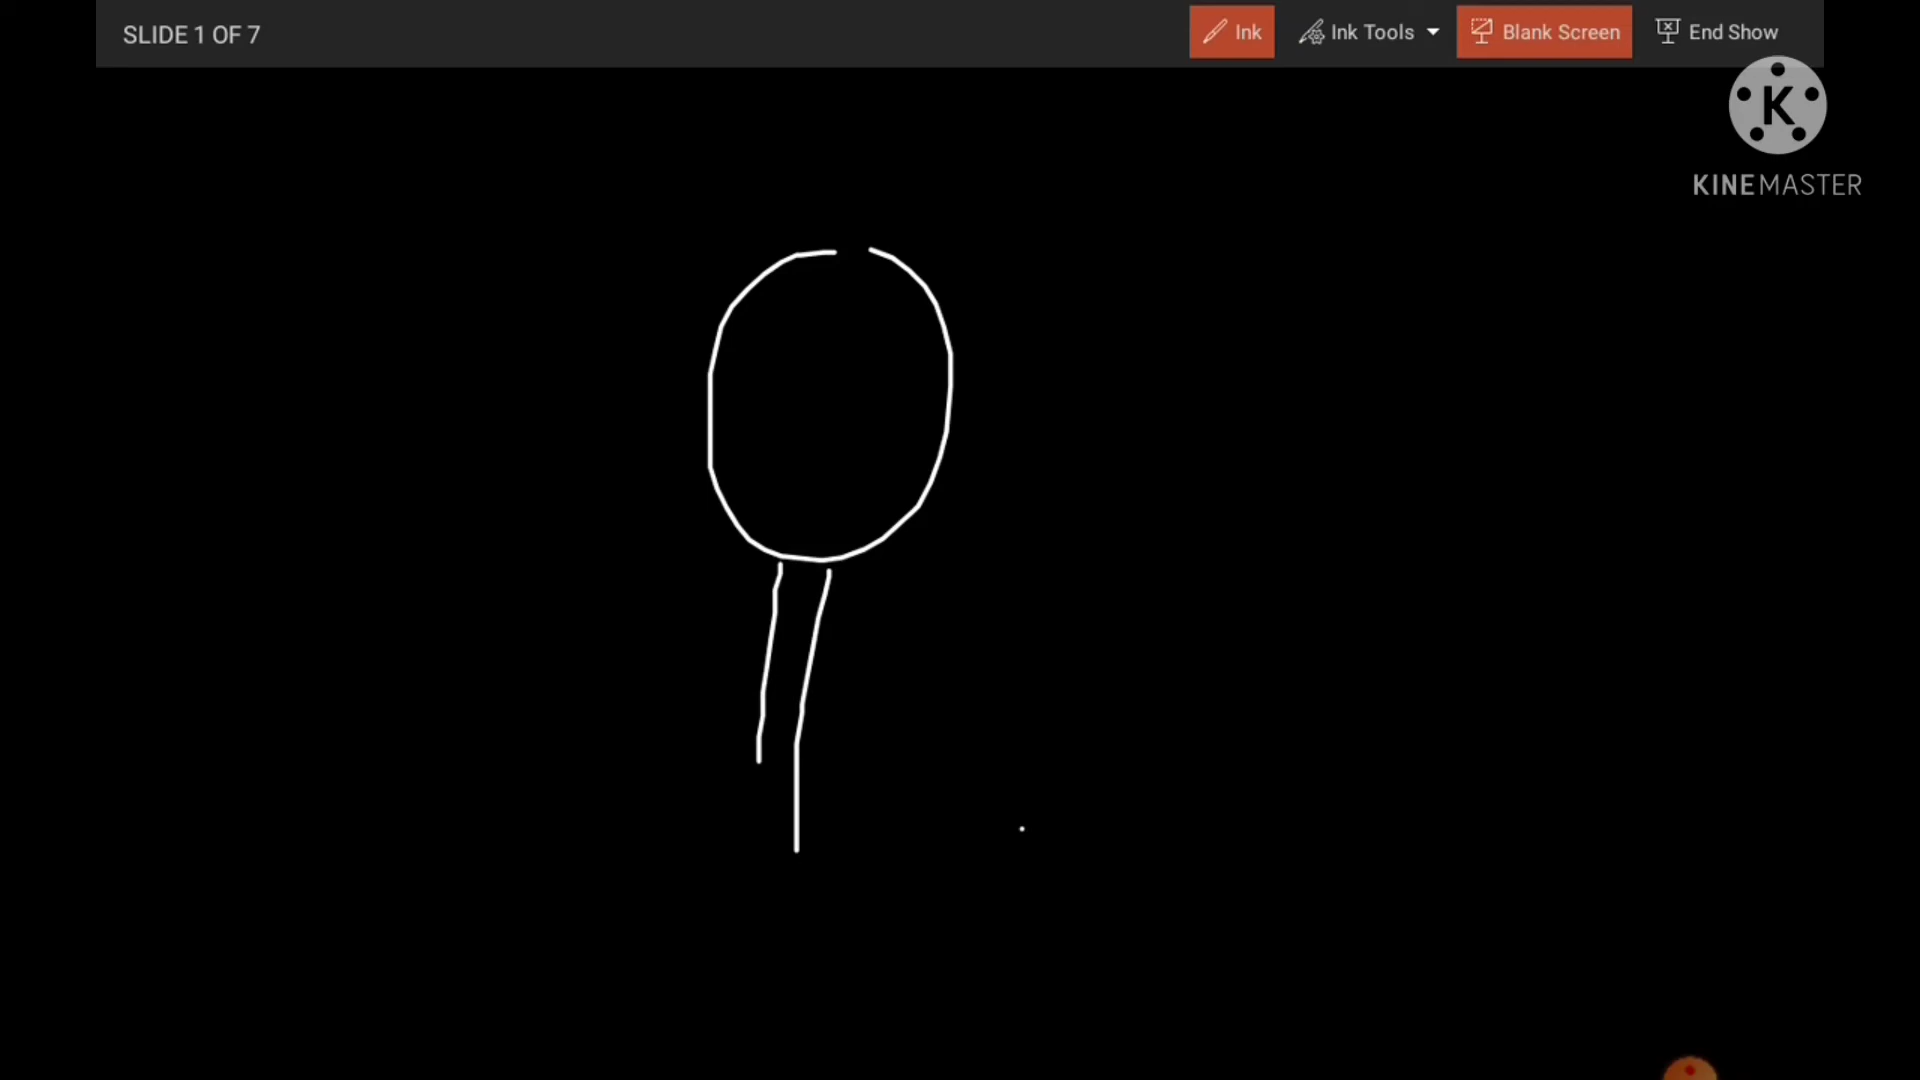 SLIDE 1 OF 7
Ink
Ink Tools
Blank Screen
End Show
K
KINEMASTER